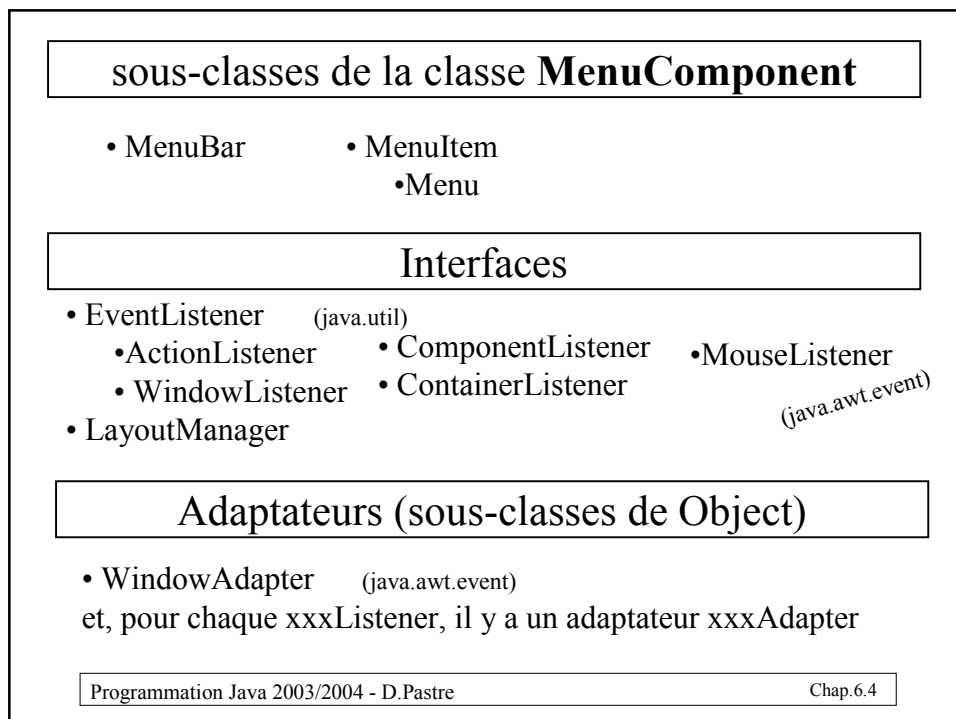 sous-classes de la classe MenuComponent
• MenuBar • MenuItem
•Menu
Interfaces
• EventListener (java.util)
•ActionListener • ComponentListener •MouseListener
• WindowListener • ContainerListener (java.awt.event)
• LayoutManager
Adaptateurs (sous-classes de Object)
• WindowAdapter (java.awt.event)
et, pour chaque xxxListener, il y a un adaptateur xxxAdapter
Programmation Java 2003/2004 - D.Pastre Chap.6.4